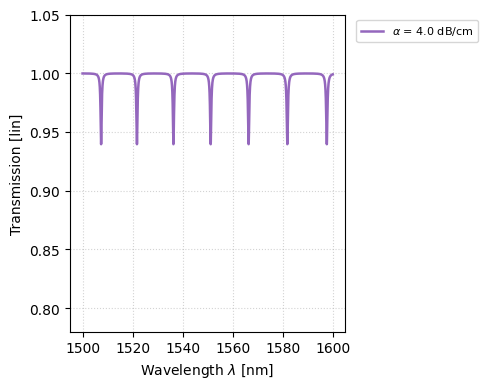 1.05
1.00
0.95
0.90
0.85
0.80
Transmission [lin]
1500 1520 1540 1560 1580 1600
Wavelength λ [nm]
α = 4.0 dB/cm